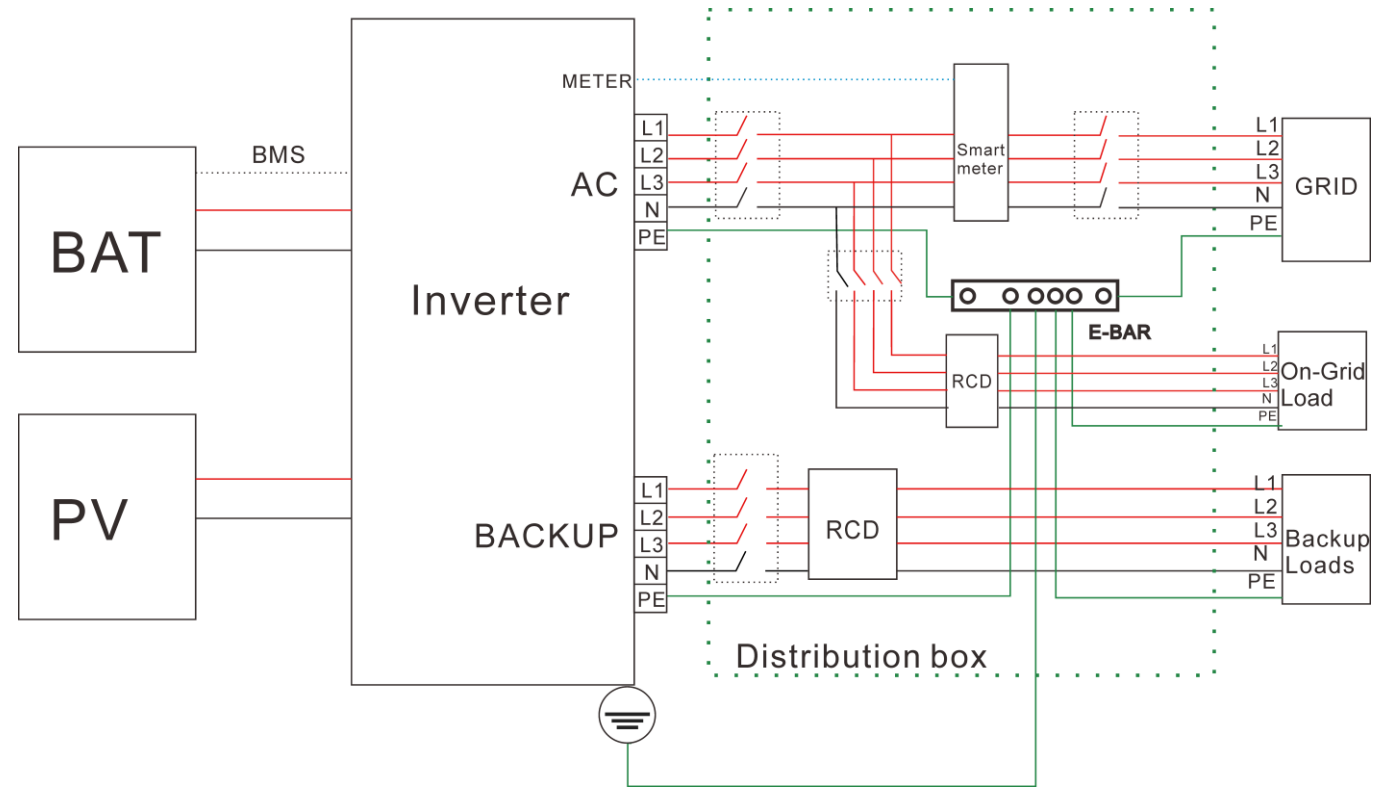 METER
L1
L2
L3
N
PE
AC
BMS
BAT
Inverter
Smart
meter
L1
L2
L3
N
PE
GRID
E-BAR
RCD
L1
L2
L3
N
PE
On-Grid
Load
PV
BACKUP
L1
L2
L3
N
PE
RCD
L1
L2
L3
N
PE
Backup
Loads
Distribution box